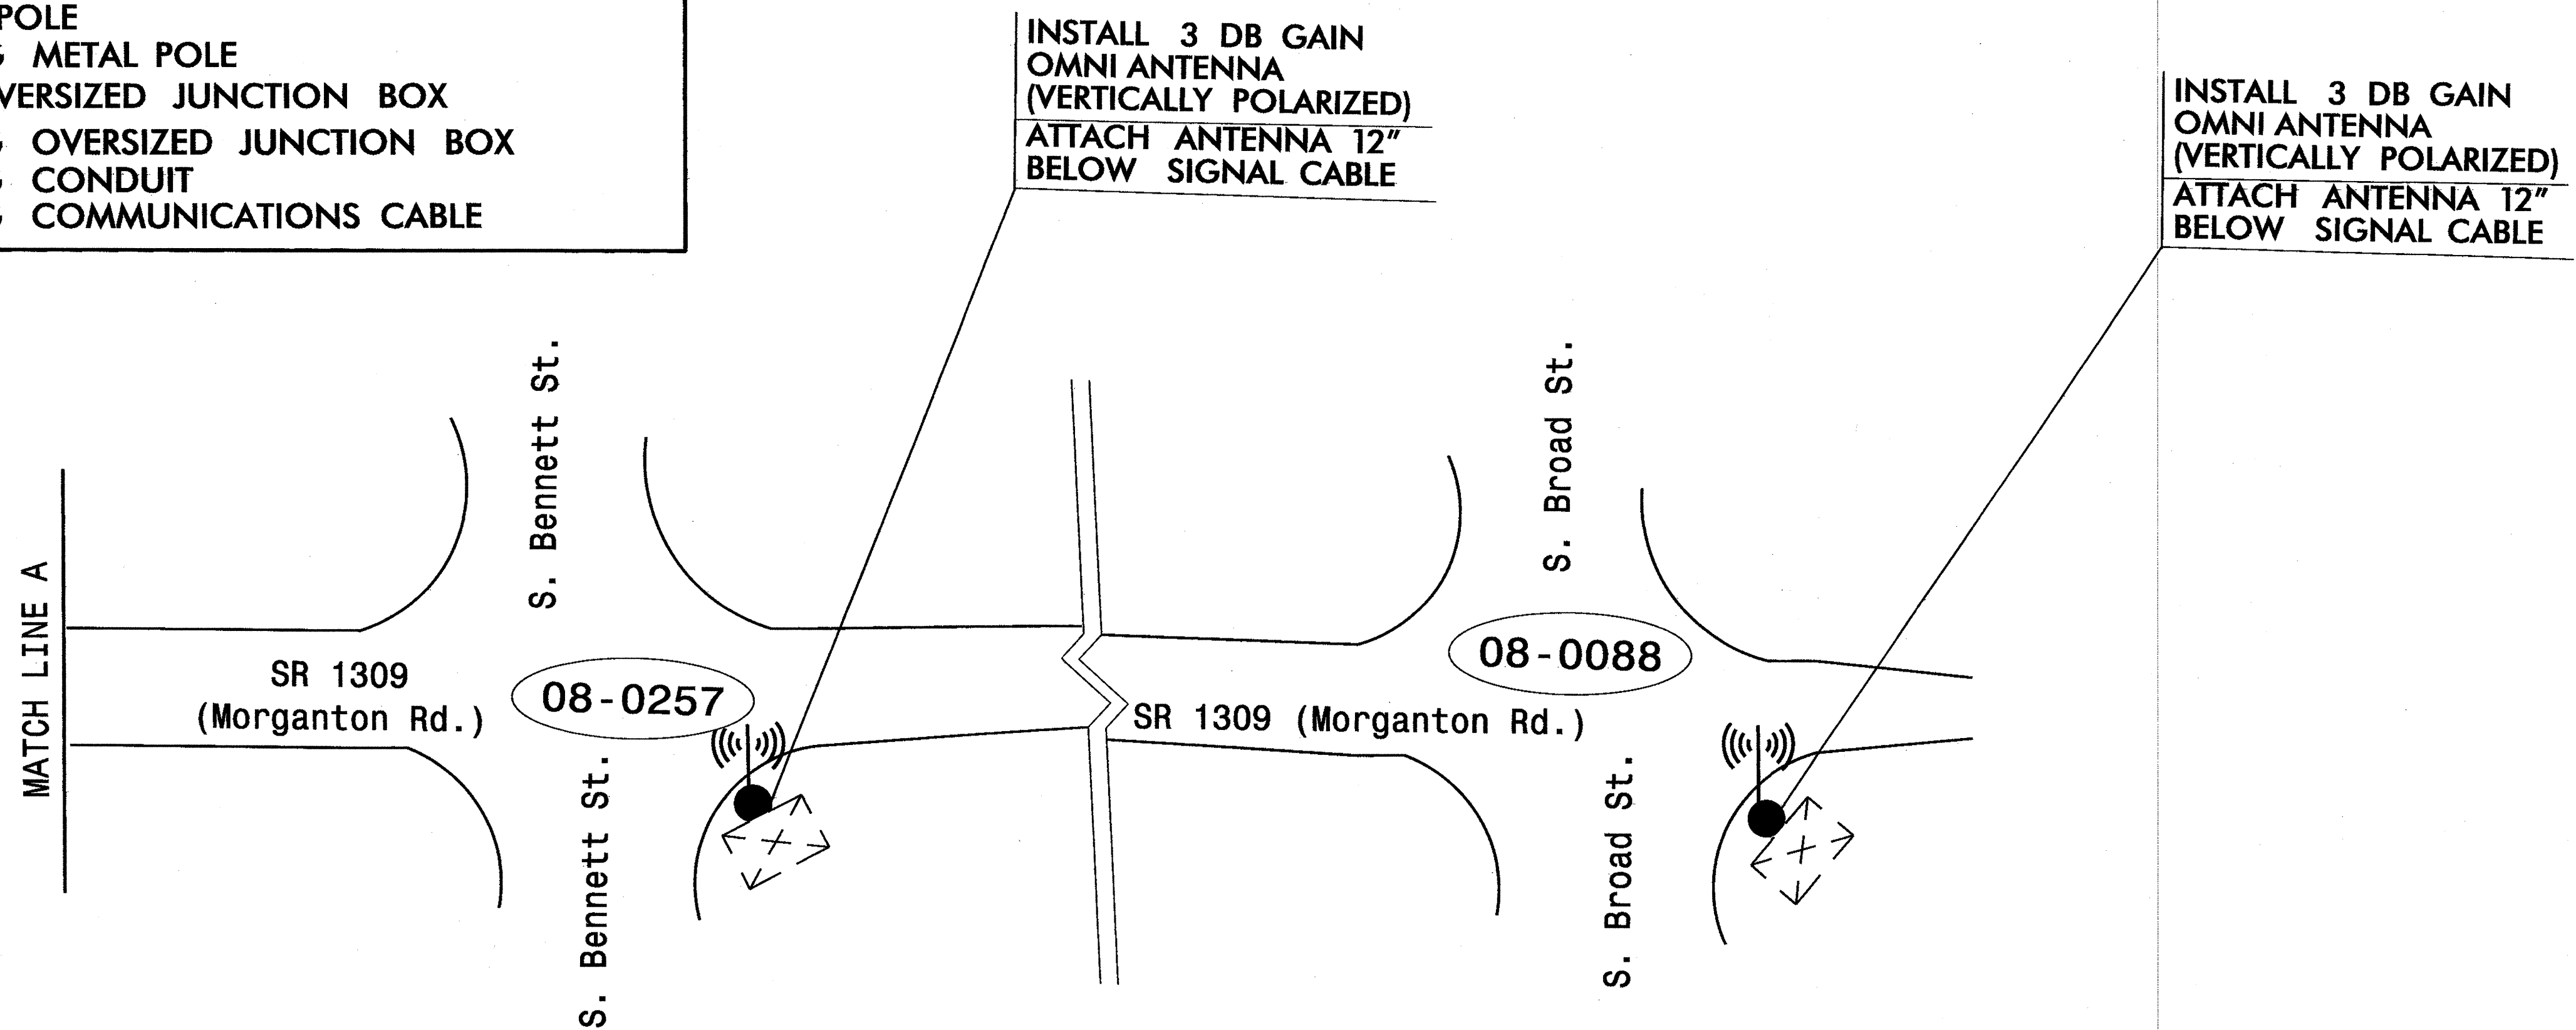 POLE
METAL POLE
JUNCTION BOX
OVERSIZED JUNCTION BOX
CONDUIT
COMMUNICATIONS CABLE
INSTALL 3 DB GAIN
OMNI ANTENNA
(VERTICALLY POLARIZED)
ATTACH ANTENNA 12"
BELOW SIGNAL CABLE
INSTALL 3 DB GAIN
OMNI ANTENNA
(VERTICALLY POLARIZED)
ATTACH ANTENNA 12"
BELOW SIGNAL CABLE
MATCH LINE A
S. Bennett St.
SR 1309
(Morganton Rd.)
08-0257
S. Bennett St.
S. Broad St.
08-0088
SR 1309 (Morganton Rd.)
S. Broad St.